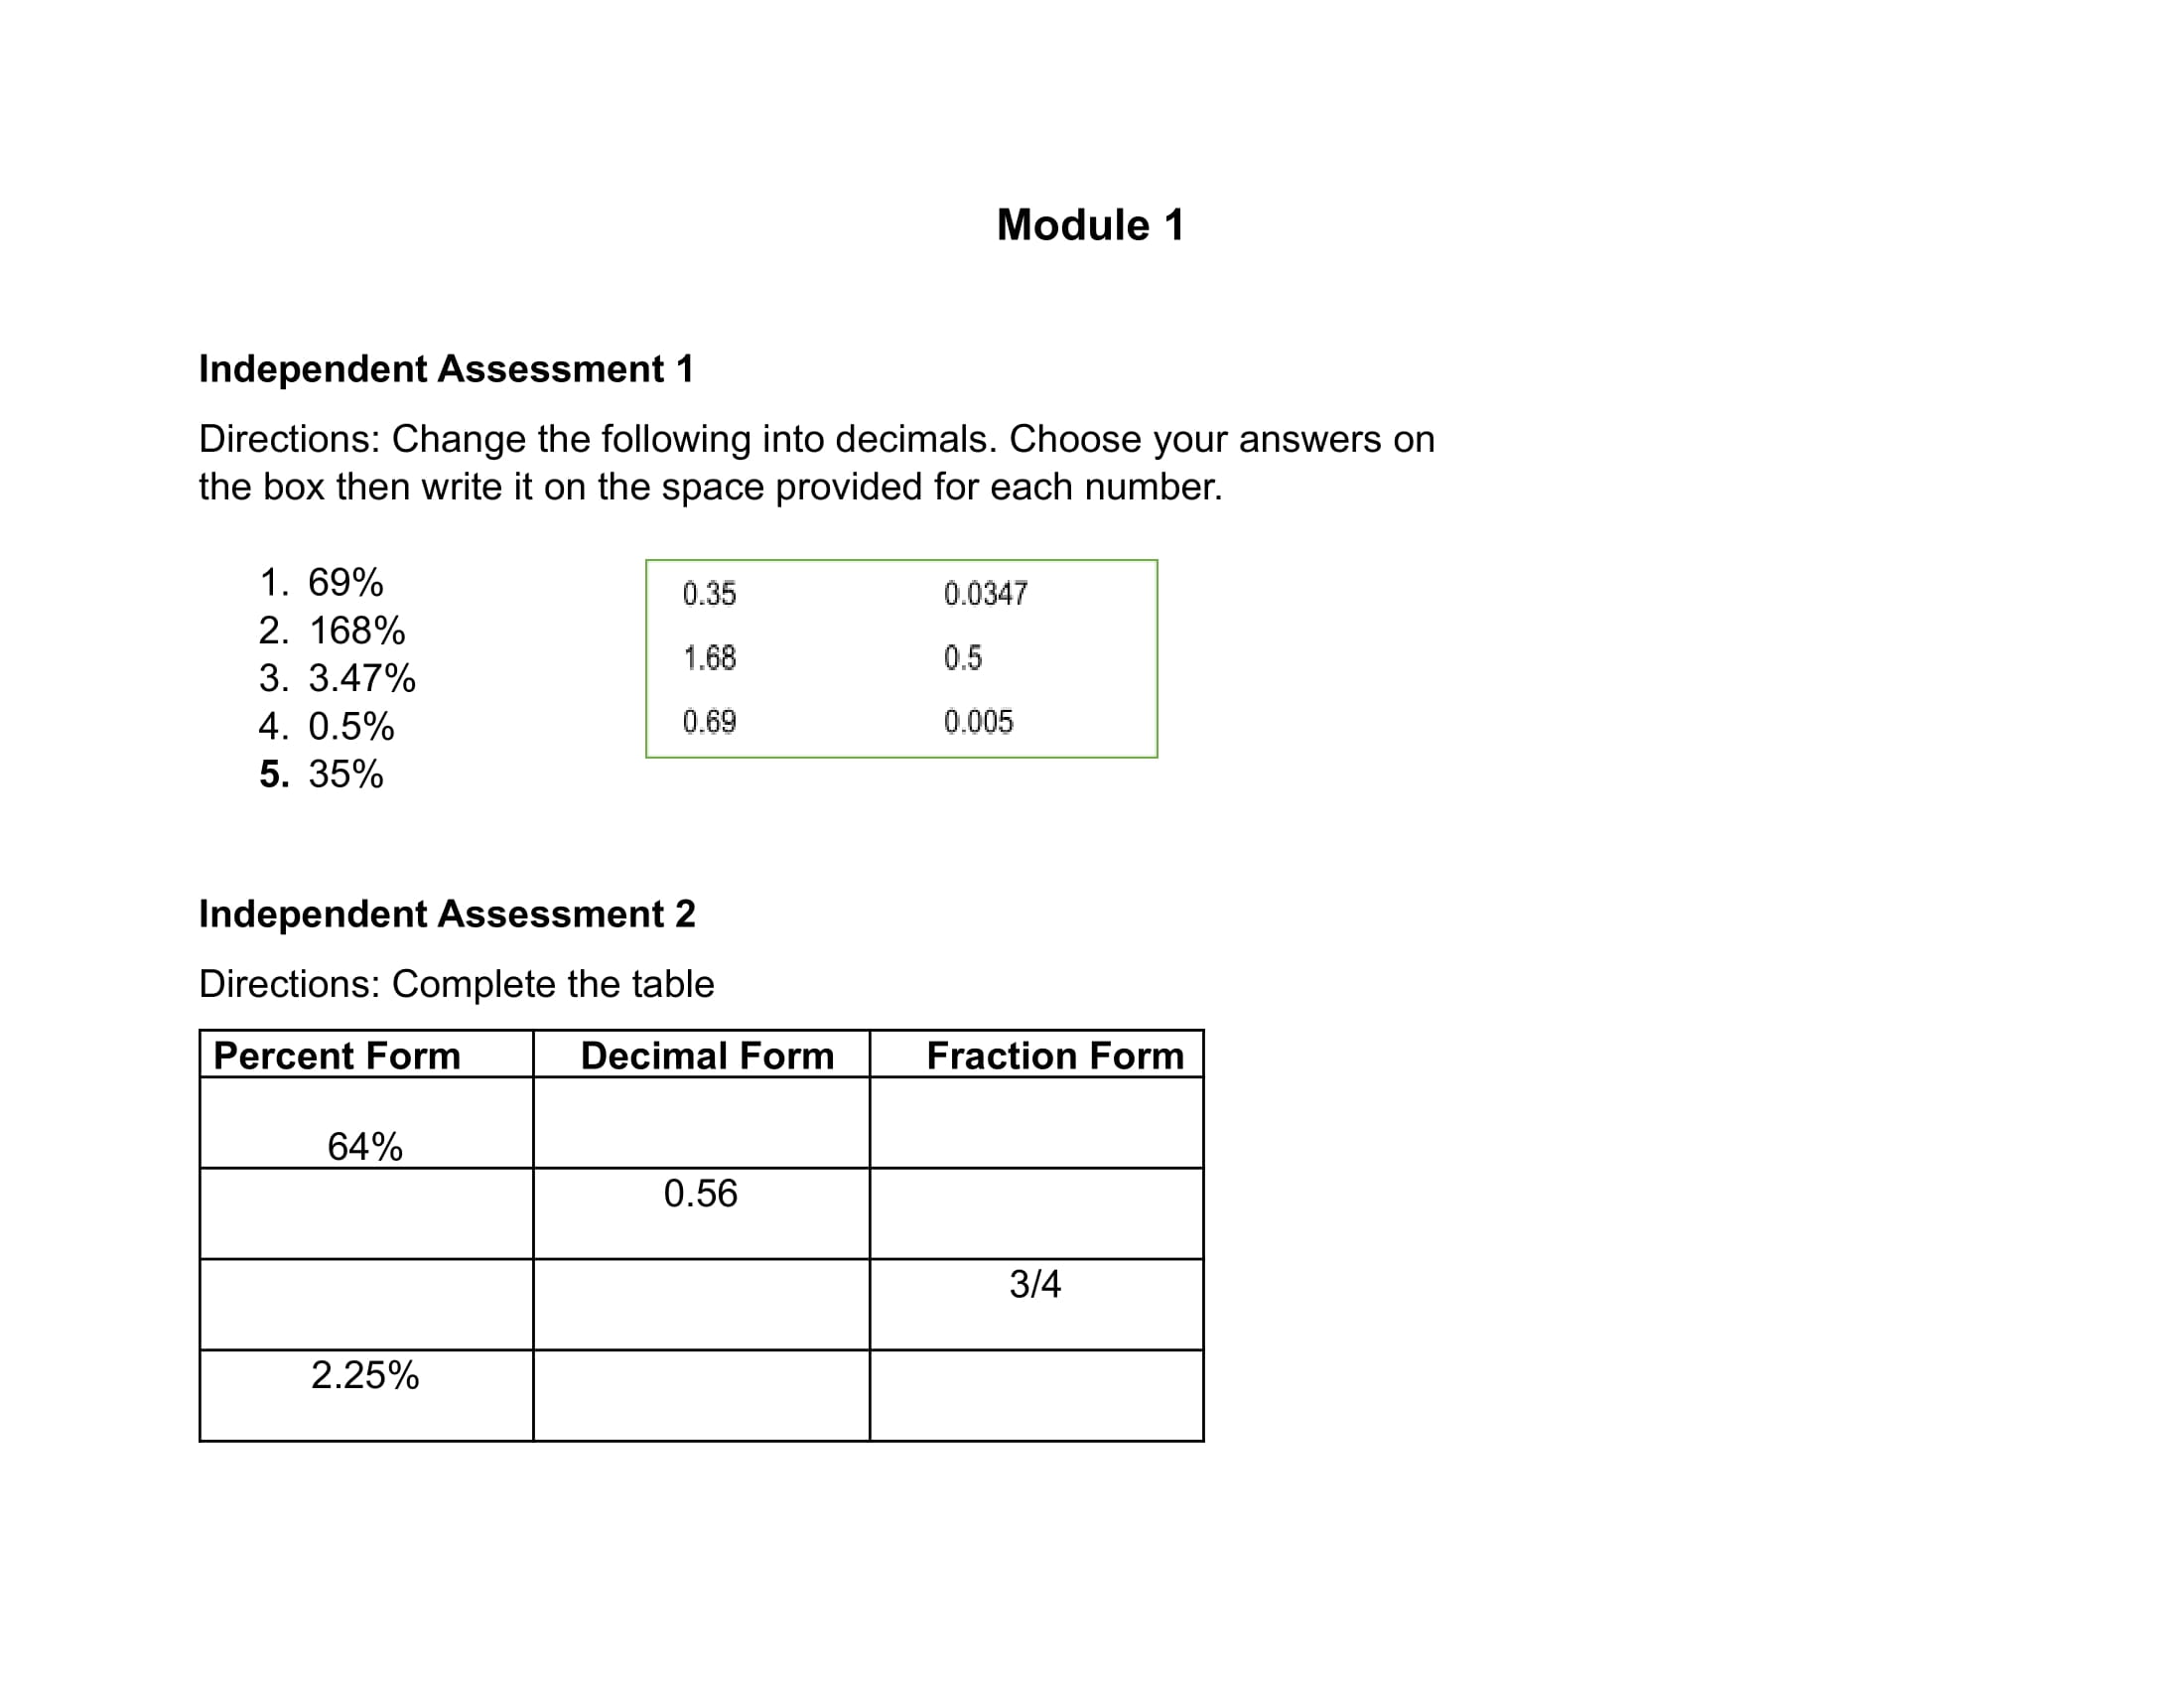 Module 1
Independent Assessment 1
Directions: Change the following into decimals. Choose your answers on
the box then write it on the space provided for each number.
1. 69%
2. 168%
3. 3.47%
4. 0.5%
5. 35%
0.35 0.0347
1.68 0.5
0.69 0.005
Independent Assessment 2
Directions: Complete the table
Percent Form Decimal Form Fraction Form
64%
0.56
3/4
2.25%